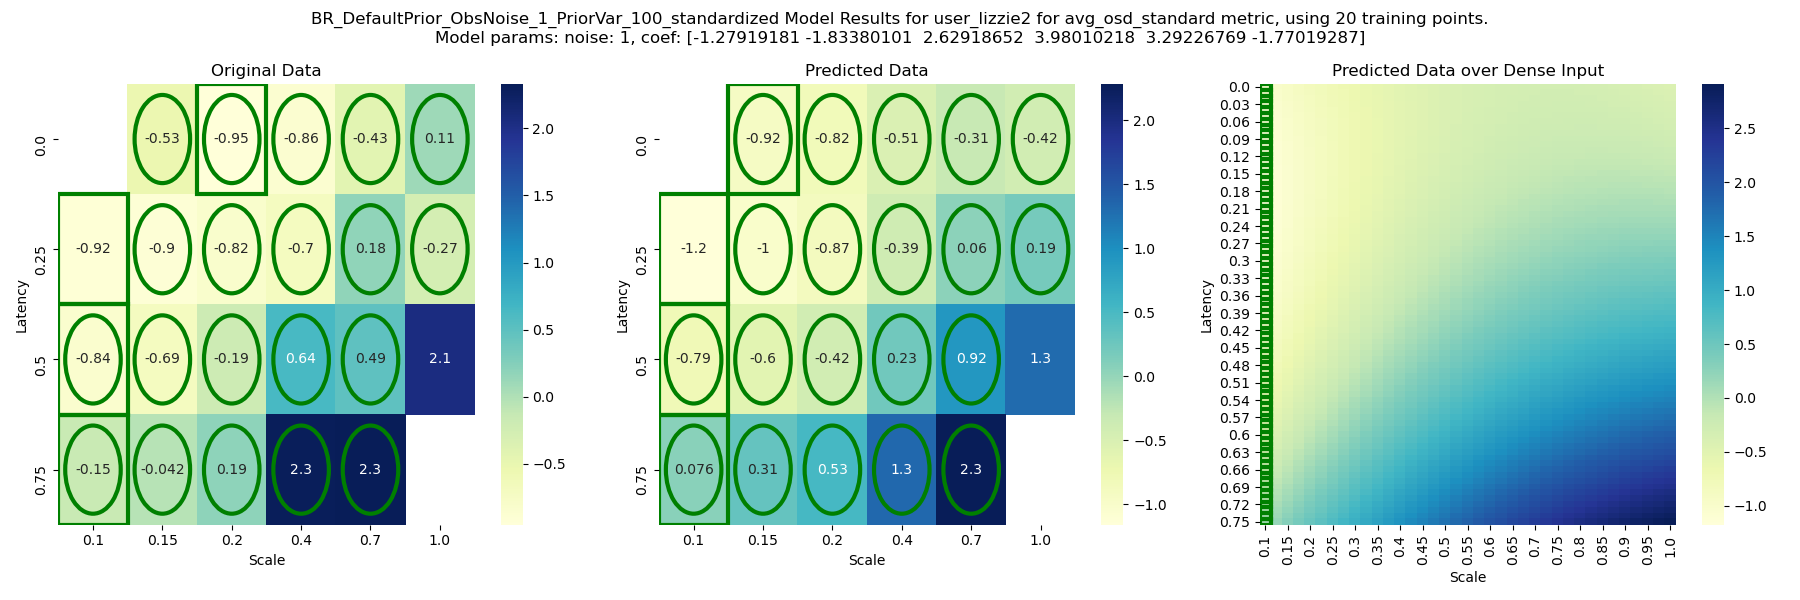 BR_DefaultPrior_ObsNoise_1_PriorVar_100_standardized Model Results for user_lizzie2 for avg_osd_standard metric, using 20 training points.
Model params: noise: 1, coef: [-1.27919181 -1.83380101  2.62918652  3.98010218  3.29226769 -1.77019287]
Original Data
-0.53 -0.95 -0.86 -0.43 0.11
-0.92 -0.9 -0.82 -0.7 0.18 -0.27
-0.84 -0.69 -0.19 0.64 0.49 2.1
-0.15 -0.042 0.19 2.3 2.3
0.0
0.25
0.5
0.75
Latency
0.1 0.15 0.2 0.4 0.7 1.0
Scale
2.0
1.5
1.0
0.5
0.0
−0.5
Predicted Data
-0.92 -0.82 -0.51 -0.31 -0.42
-1.2 -1 -0.87 -0.39 0.06 0.19
-0.79 -0.6 -0.42 0.23 0.92 1.3
0.076 0.31 0.53 1.3 2.3
0.0
0.25
0.5
0.75
Latency
0.1 0.15 0.2 0.4 0.7 1.0
Scale
2.0
1.5
1.0
0.5
0.0
−0.5
−1.0
Predicted Data over Dense Input
0.0
0.03
0.06
0.09
0.12
0.15
0.18
0.21
0.24
0.27
0.3
0.33
0.36
0.39
0.42
0.45
0.48
0.51
0.54
0.57
0.6
0.63
0.66
0.69
0.72
0.75
Latency
0.1 0.15 0.2 0.25 0.3 0.35 0.4 0.45 0.5 0.55 0.6 0.65 0.7 0.75 0.8 0.85 0.9 0.95 1.0
Scale
2.5
2.0
1.5
1.0
0.5
0.0
−0.5
−1.0